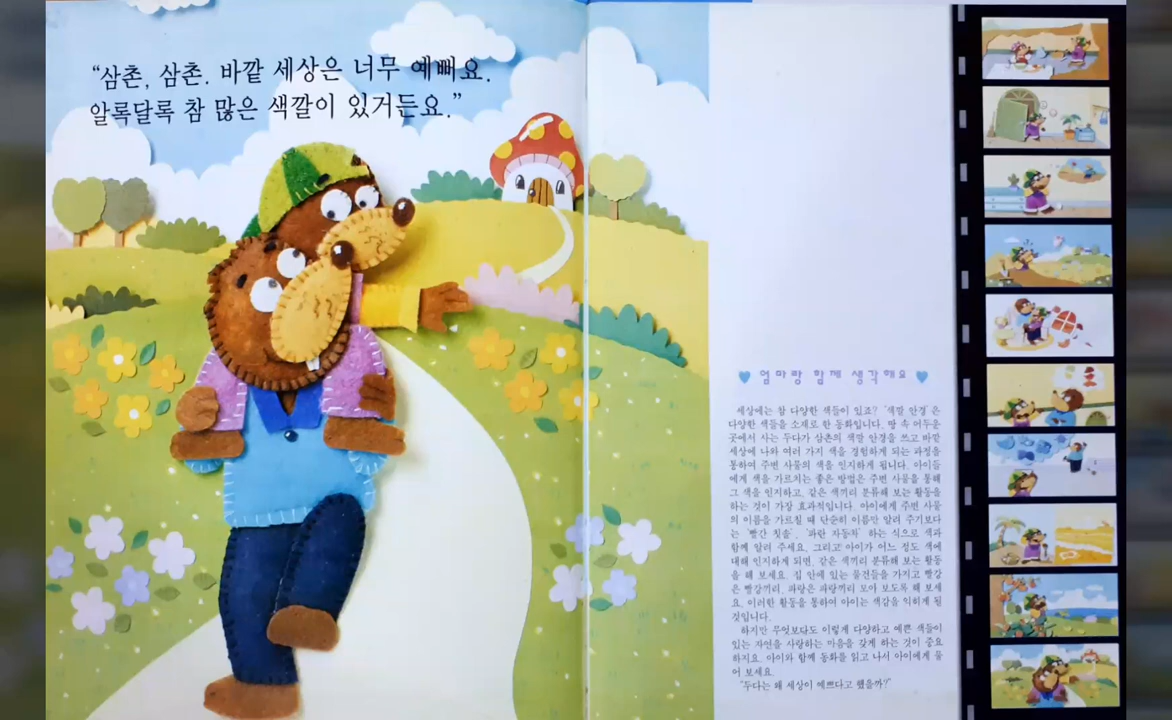 “삼촌, 삼촌. 바깥 세상은 너무 예뻐요.
알록달록 참 많은 색깔이 있거든요.”
엄마랑 함께 생각해요
세상에는 참 다양한 색들이 있죠? ‘색깔 안경’은
다양한 색들을 소재로 한 동화입니다. 땅 속 어두운
곳에서 사는 두다가 삼촌의 색깔 안경을 쓰고 바깥
세상에 나와 여러 가지 색을 경험하게 되는 과정을
통하여 주변 사물의 색을 인지하게 됩니다. 아이들
에게 색을 가르치는 좋은 방법은 주변 사물을 통해
그 색을 인지하고, 같은 색끼리 분류해 보는 활동을
하는 것이 가장 효과적입니다. 아이에게 주변 사물
의 이름을 가르칠 때 단순히 이름만 알려 주기보다
는 ‘빨간 칫솔’, ‘파란 자동차’ 하는 식으로 색과
함께 알려 주세요. 그리고 아이가 어느 정도 색에
대해 인지하게 되면, 같은 색끼리 분류해 보는 활동
을 해 보세요. 집 안에 있는 물건들을 가지고 빨강
은 빨강끼리, 파랑은 파랑끼리 모아 보도록 해 보세
요. 이러한 활동을 통하여 아이는 색감을 익히게 될
것입니다.
하지만 무엇보다도 이렇게 다양하고 예쁜 색들이
있는 자연을 사랑하는 마음을 갖게 하는 것이 중요
하지요. 아이와 함께 동화를 읽고 나서 아이에게 물
어 보세요.
“두다는 왜 세상이 예쁘다고 했을까?”